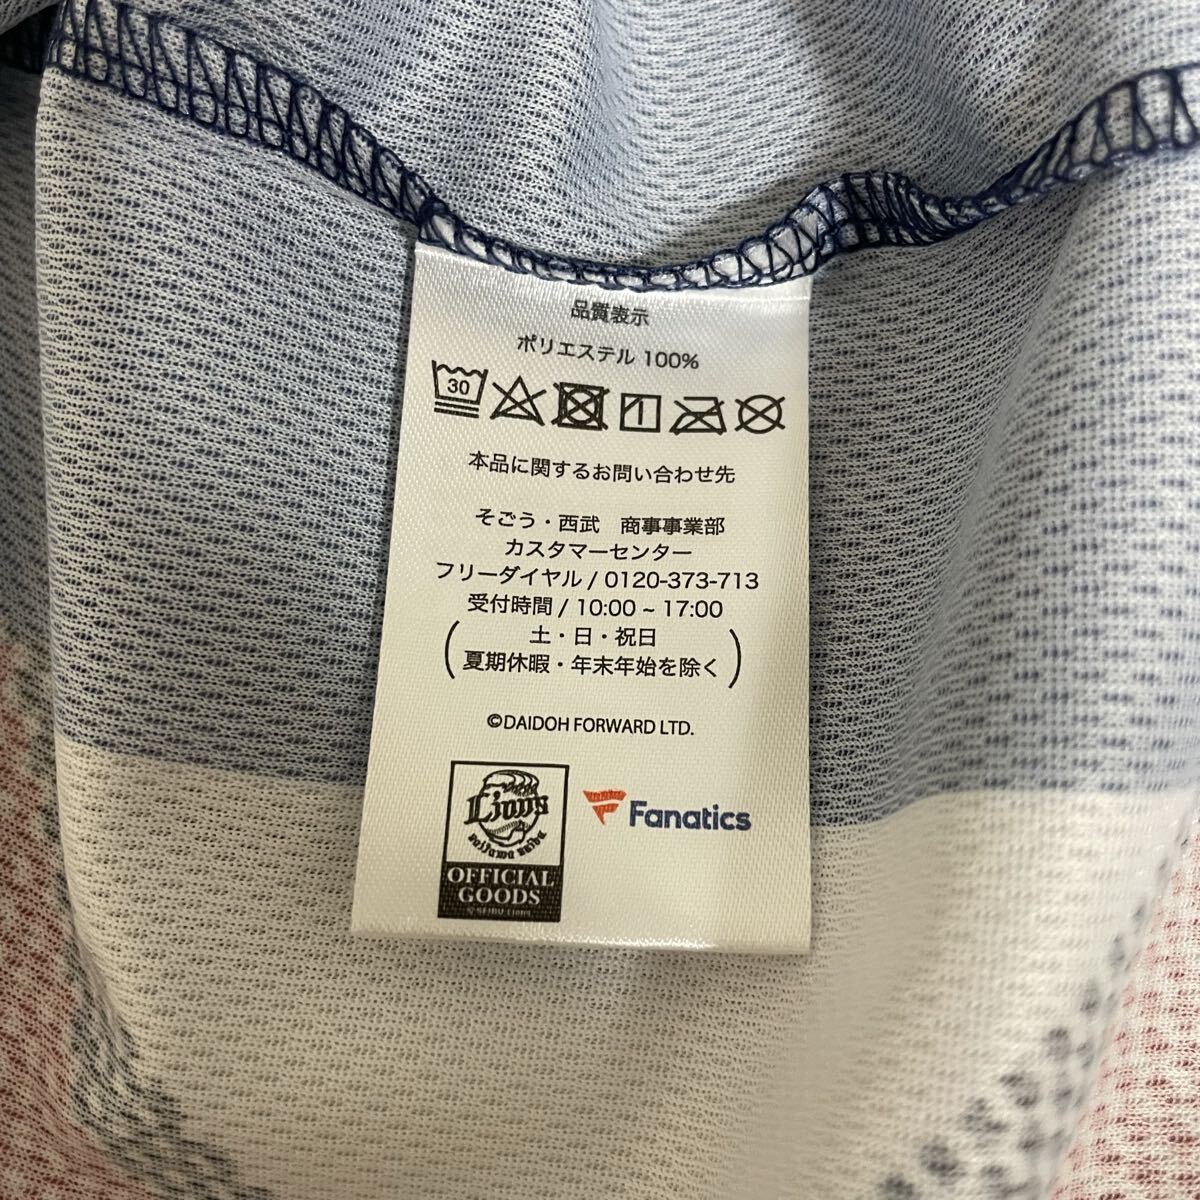 品質表示
ポリエステル 100%
30
本品に関するお問い合わせ先
そごう・西武 商事事業部
カスタマーセンター
フリーダイヤル / 0120-373-713
受付時間 / 10:00 ~ 17:00
土・日・祝日
夏期休暇・年末年始を除く
©DAIDOH FORWARD LTD.
Lions
saitama seibu
OFFICIAL
GOODS
© SEIBU Lions
Fanatics